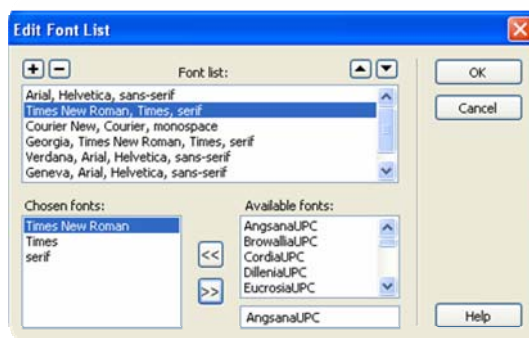 Edit Font List
+ - Font list:
Arial, Helvetica, sans-serif
Times New Roman, Times, serif
Courier New, Courier, monospace
Georgia, Times New Roman, Times, serif
Verdana, Arial, Helvetica, sans-serif
Geneva, Arial, Helvetica, sans-serif
OK
Cancel
Chosen fonts:
Times New Roman
Times
serif
<<
>>
Available fonts:
AngsanaUPC
BrowalliaUPC
CordiaUPC
DilleniaUPC
EucrosiaUPC
AngsanaUPC
Help